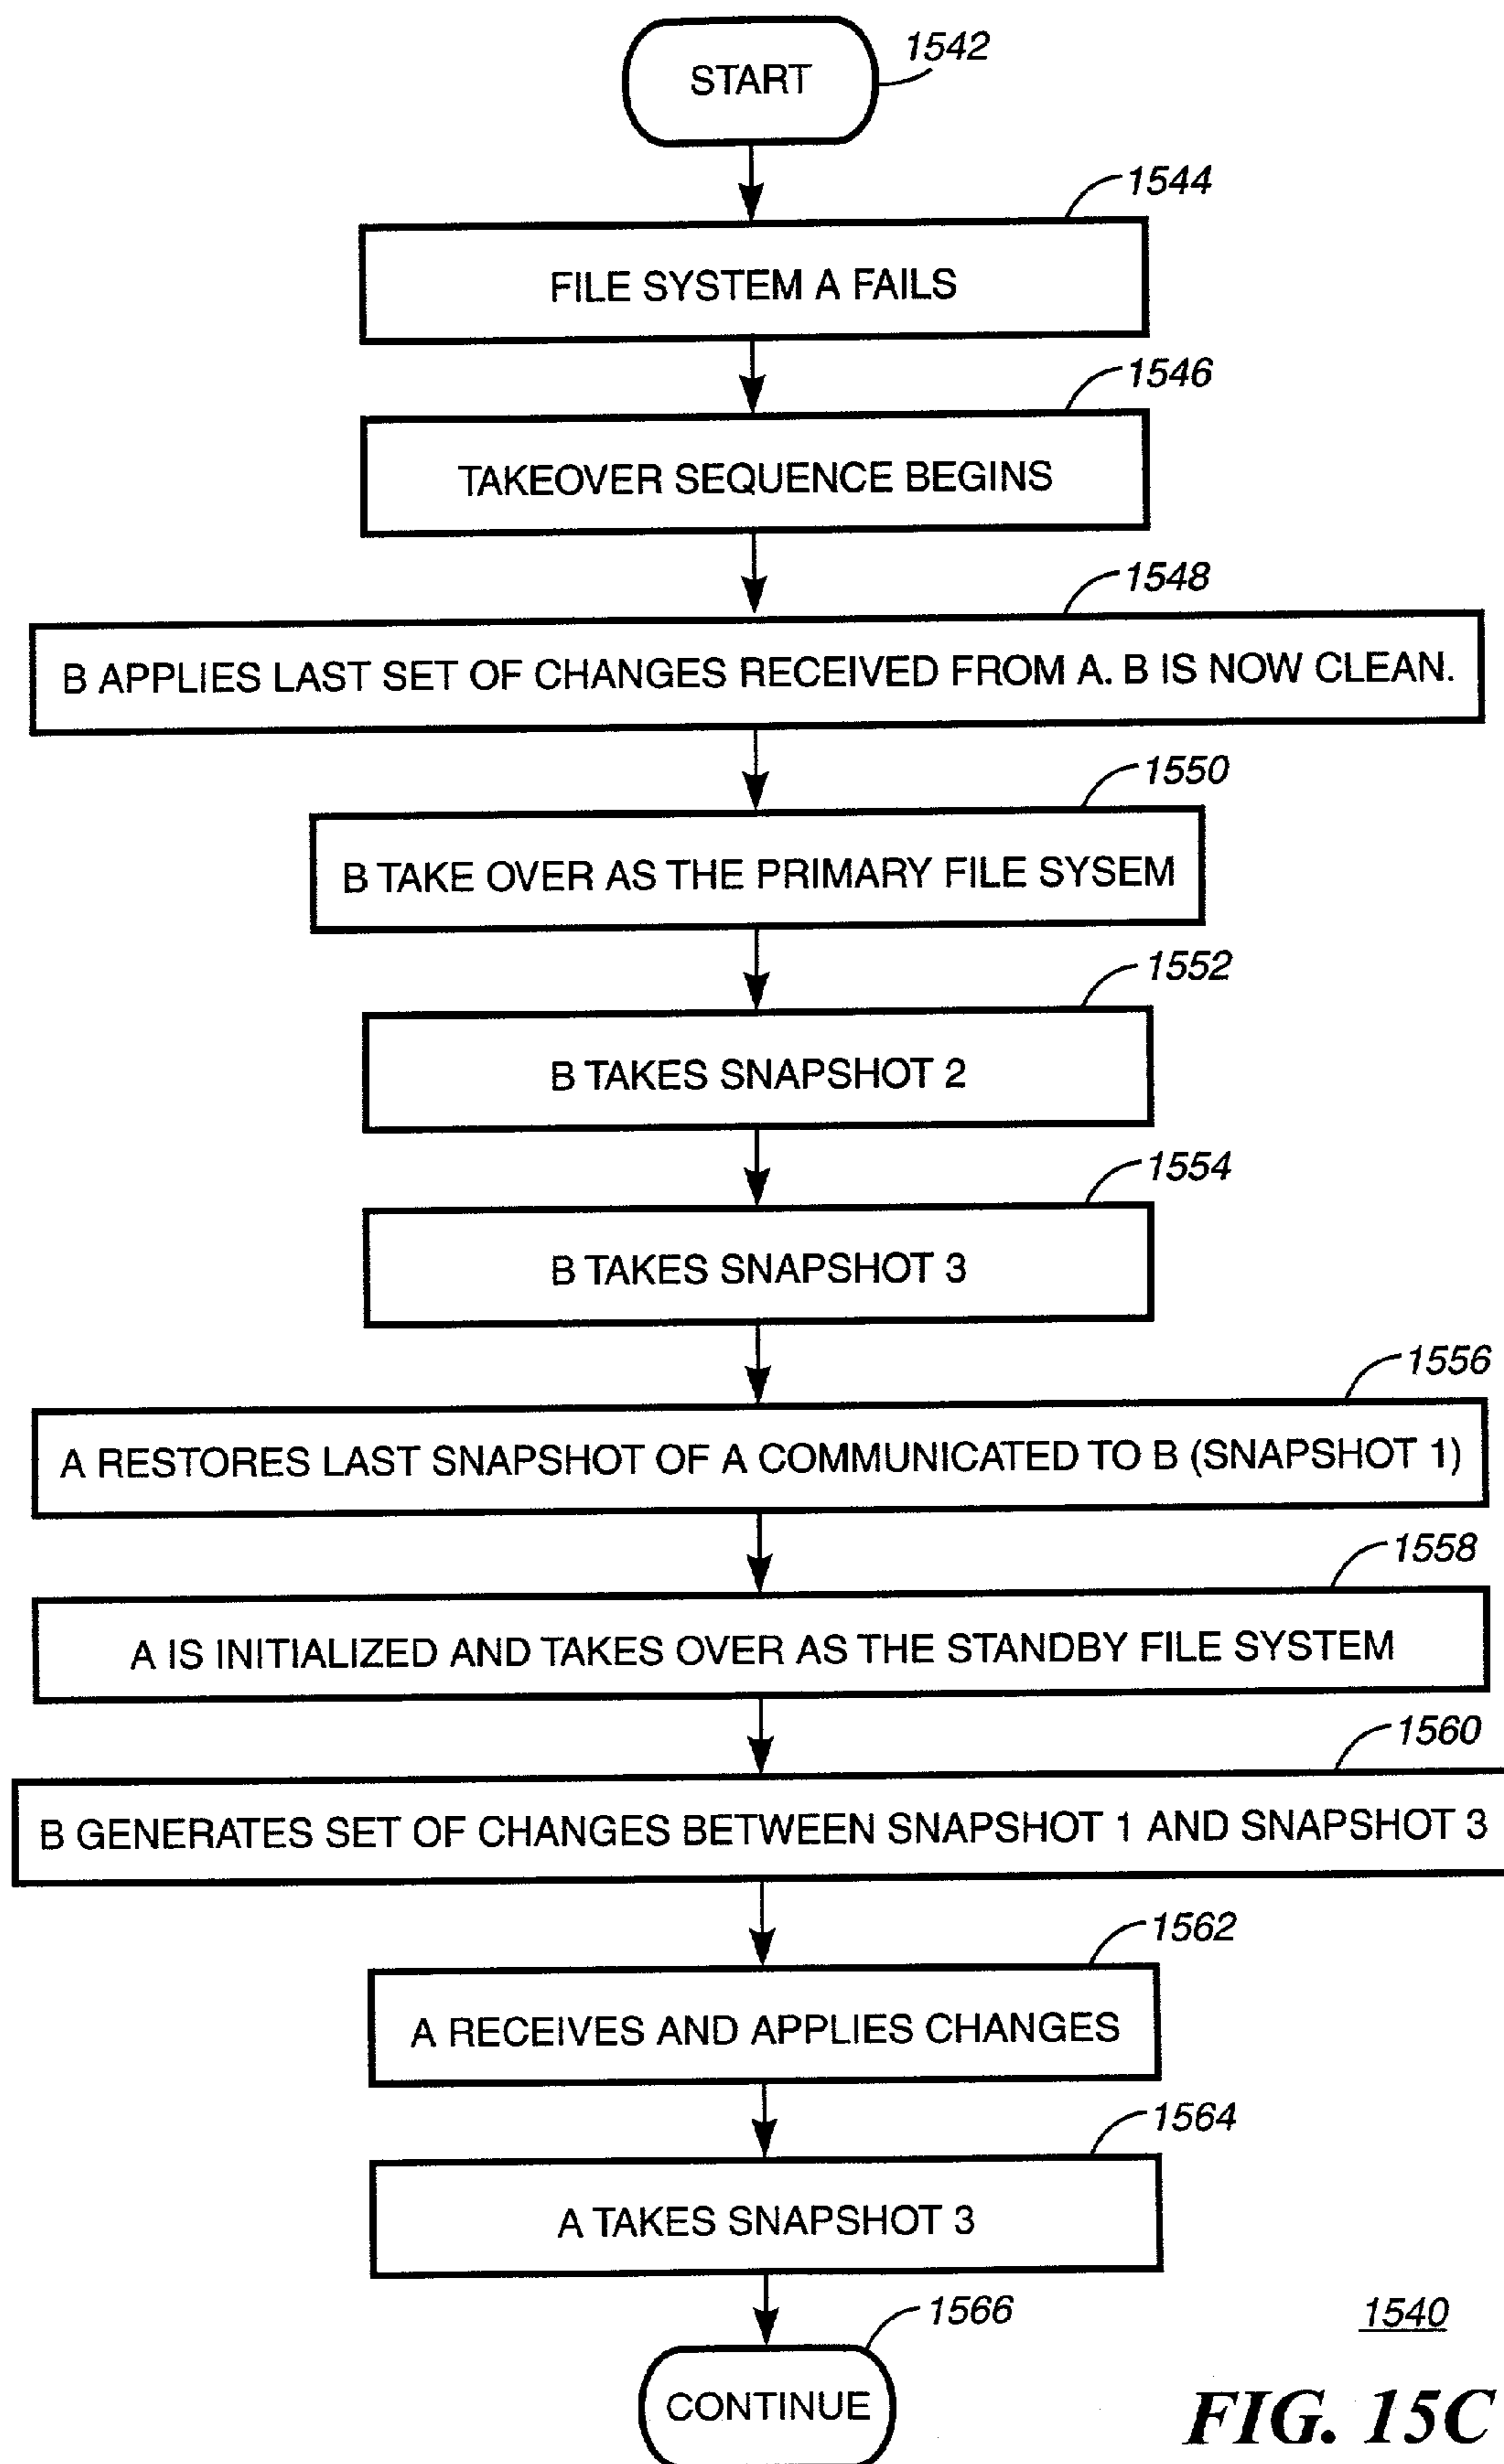 START
1542
1544
FILE SYSTEM A FAILS
1546
TAKEOVER SEQUENCE BEGINS
1548
B APPLIES LAST SET OF CHANGES RECEIVED FROM A. B IS NOW CLEAN.
1550
B TAKE OVER AS THE PRIMARY FILE SYSEM
1552
B TAKES SNAPSHOT 2
1554
B TAKES SNAPSHOT 3
1556
A RESTORES LAST SNAPSHOT OF A COMMUNICATED TO B (SNAPSHOT 1)
1558
A IS INITIALIZED AND TAKES OVER AS THE STANDBY FILE SYSTEM
1560
B GENERATES SET OF CHANGES BETWEEN SNAPSHOT 1 AND SNAPSHOT 3
1562
A RECEIVES AND APPLIES CHANGES
1564
A TAKES SNAPSHOT 3
1566
CONTINUE
1540
FIG. 15C